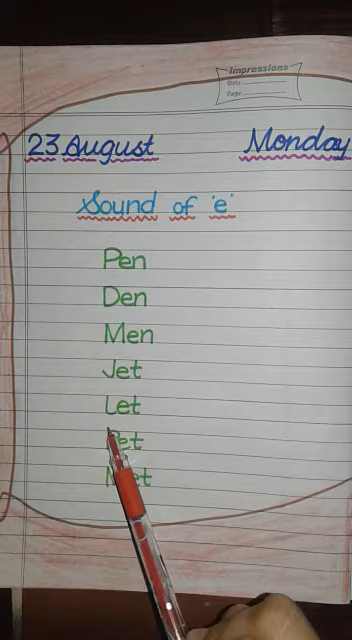 Impressions
Date
Page
23 August Monday
Sound of 'e'
Pen
Den
Men
Jet
Let